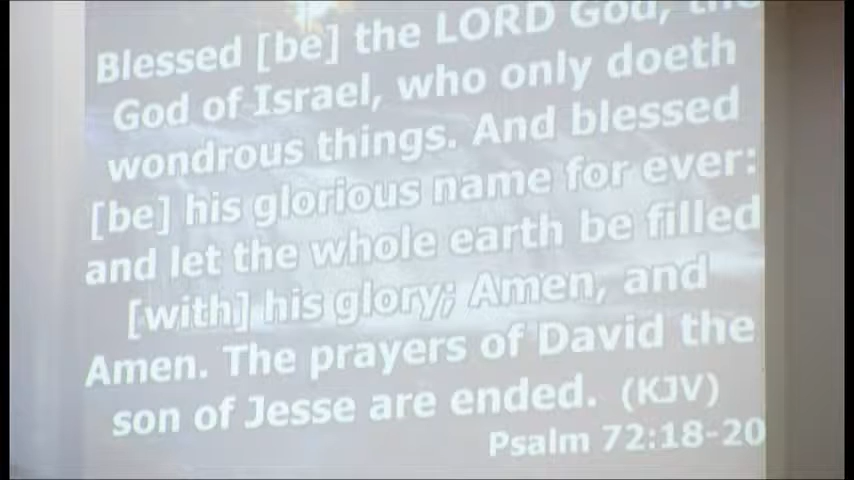 Blessed [be] the LORD God, the
God of Israel, who only doeth
wondrous things. And blessed
[be] his glorious name for ever:
and let the whole earth be filled
[with] his glory; Amen, and
Amen. The prayers of David the
son of Jesse are ended. (KJV)
Psalm 72:18-20